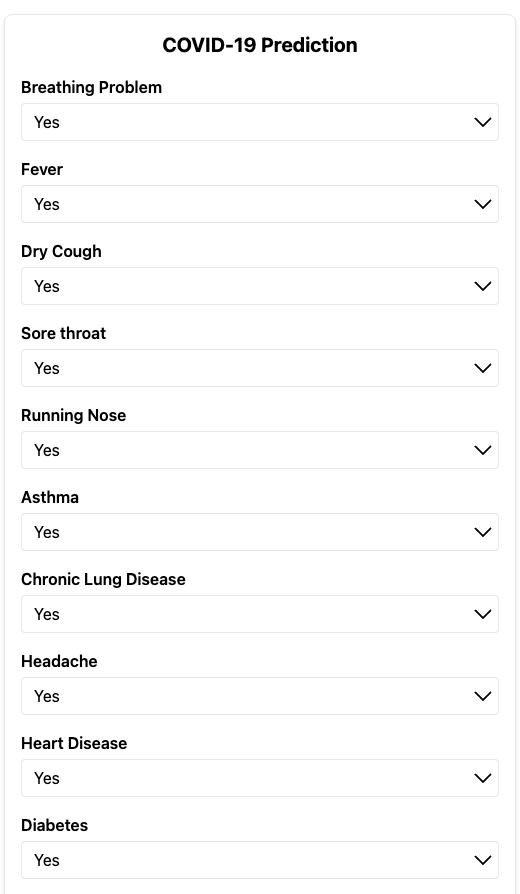 COVID-19 Prediction
Breathing Problem
Yes
Fever
Yes
Dry Cough
Yes
Sore throat
Yes
Running Nose
Yes
Asthma
Yes
Chronic Lung Disease
Yes
Headache
Yes
Heart Disease
Yes
Diabetes
Yes